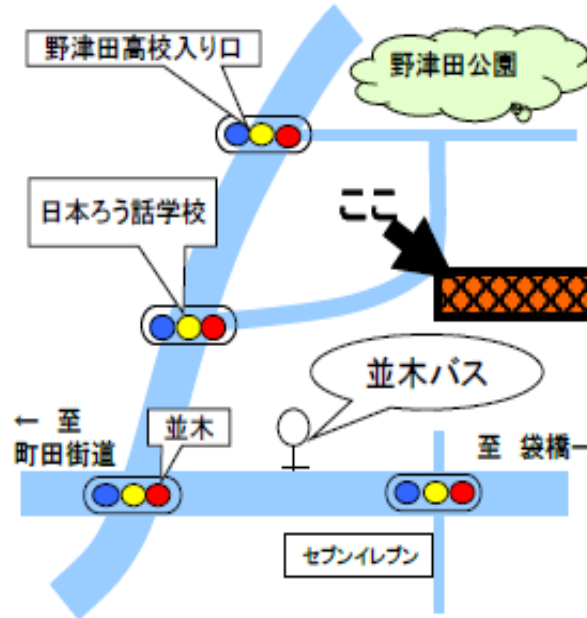 野津田高校入り口
野津田公園
日本ろう話学校
ここ
並木バス
← 至
町田街道
並木
至 袋橋→
セブンイレブン